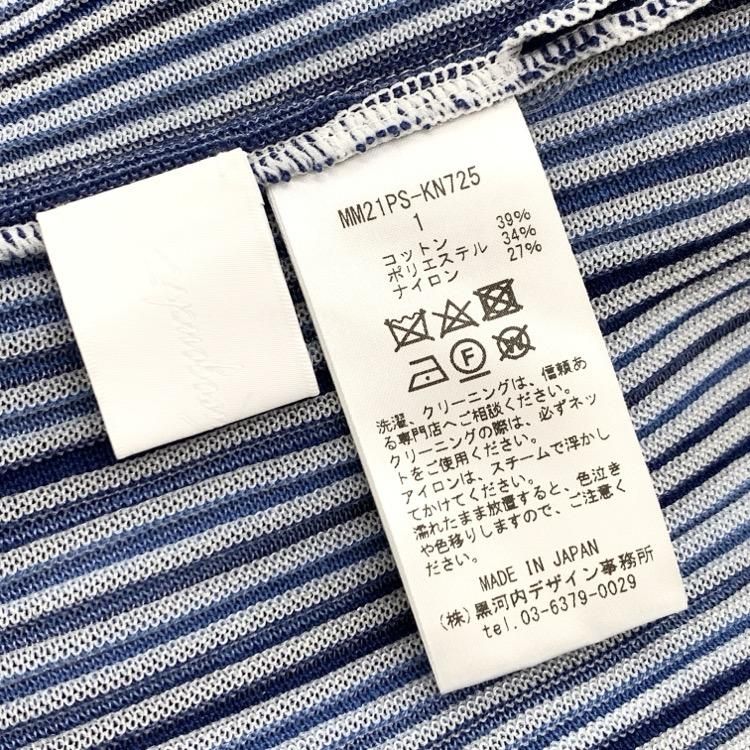 MM21PS-KN725
1
コットン 39%
ポリエステル 34%
ナイロン 27%
洗濯、クリーニングは、信頼あ
る専門店へご相談ください。
クリーニングの際は、必ずネッ
トをご使用ください。
アイロンは、スチームで浮かし
てかけてください。
濡れたまま放置すると、色泣き
や色移りしますので、ご注意く
ださい。
MADE IN JAPAN
(株)黒河内デザイン事務所
tel.03-6379-0029